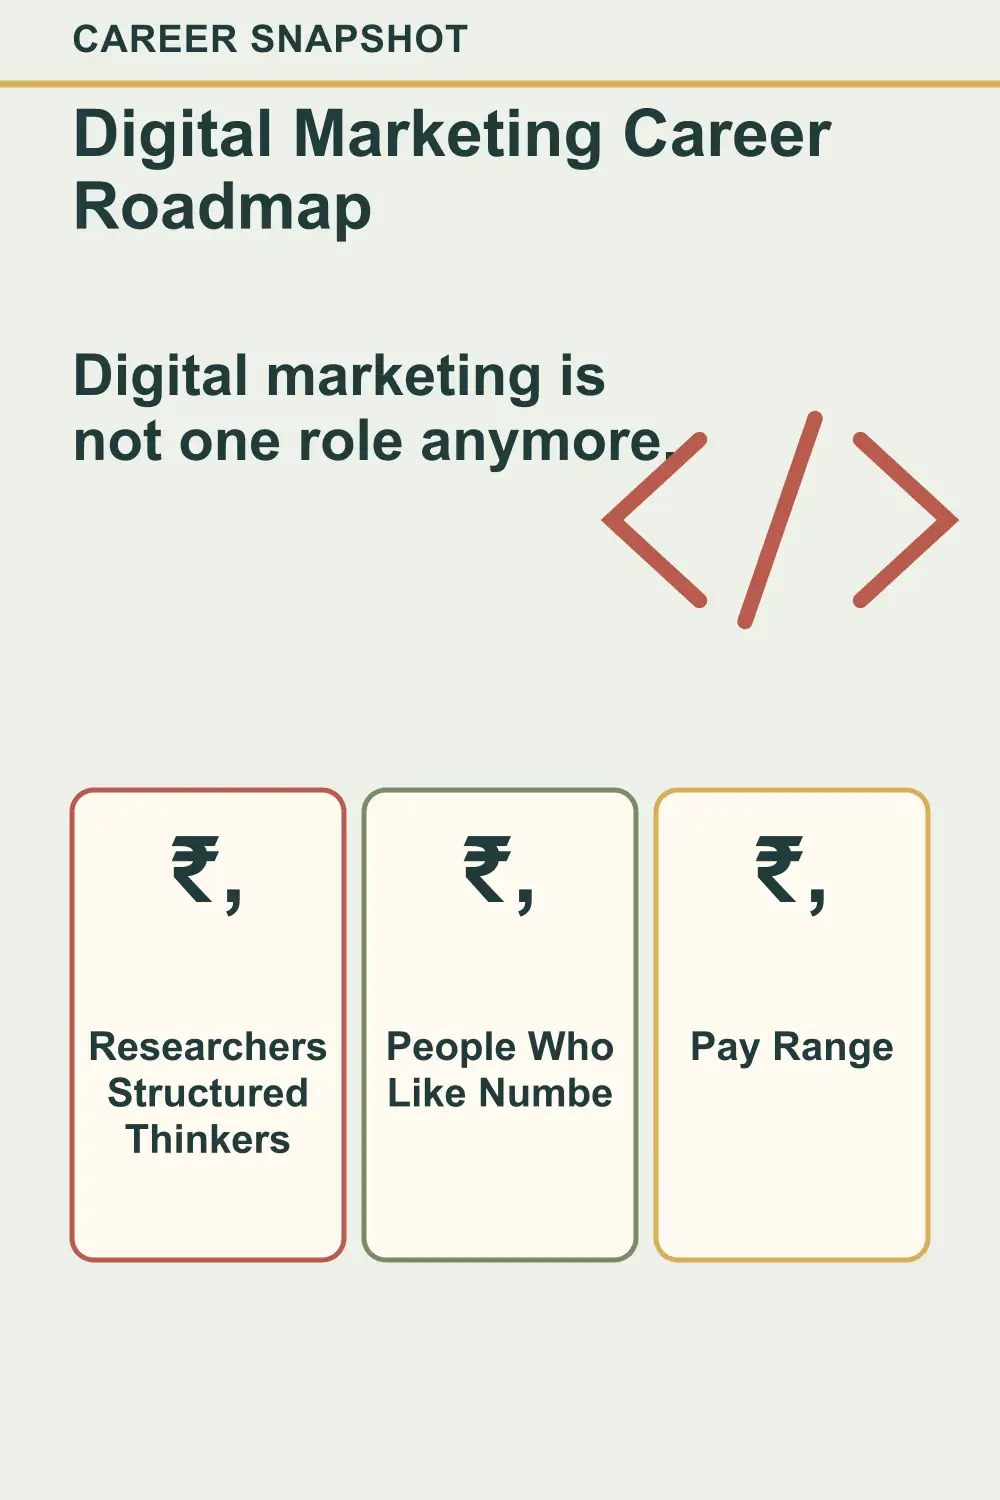 CAREER SNAPSHOT
Digital Marketing Career
Roadmap
Digital marketing is
not one role anymore.
</>
₹,
₹,
₹,
Researchers
Structured
Thinkers
People Who
Like Numbe
Pay Range